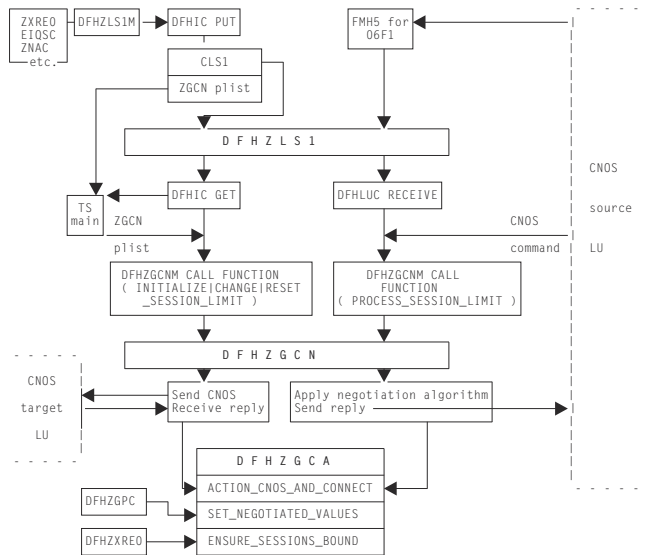 ZXRE0
EIQSC
ZNAC
etc.
DFHZLS1M
DFHIC PUT
FMH5 for
06F1
CLS1
ZGCN plist
D F H Z L S 1
CNOS
source
LU
TS
main
DFHIC GET
DFHLUC RECEIVE
ZGCN
plist
CNOS
command
DFHZGCNM CALL FUNCTION
( INITIALIZE|CHANGE|RESET
_SESSION_LIMIT )
DFHZGCNM CALL
FUNCTION
( PROCESS_SESSION_LIMIT )
D F H Z G C N
CNOS
target
LU
Send CNOS
Receive reply
Apply negotiation algorithm
Send reply
D F H Z G C A
ACTION_CNOS_AND_CONNECT
DFHZGPC
SET_NEGOTIATED_VALUES
DFHZXRE0
ENSURE_SESSIONS_BOUND